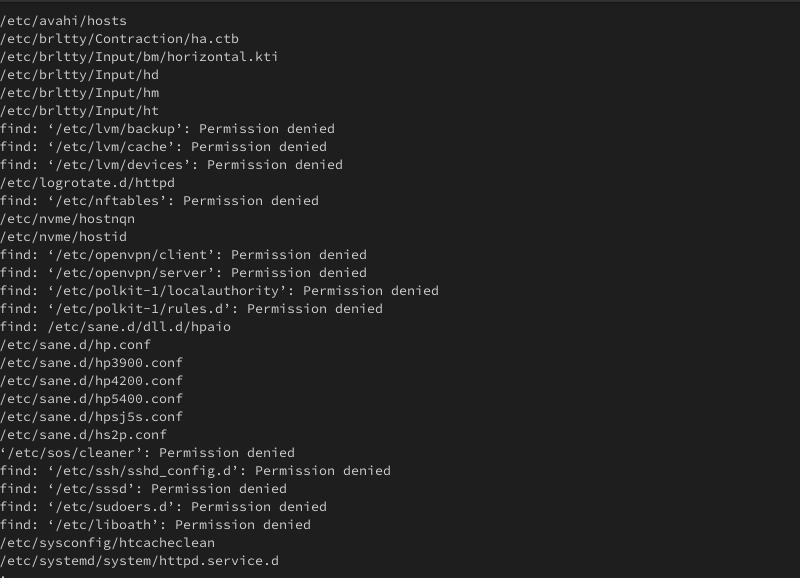 /etc/avahi/hosts
/etc/brltty/Contraction/ha.ctb
/etc/brltty/Input/bm/horizontal.kti
/etc/brltty/Input/hd
/etc/brltty/Input/hm
/etc/brltty/Input/ht
find: ‘/etc/lvm/backup’: Permission denied
find: ‘/etc/lvm/cache’: Permission denied
find: ‘/etc/lvm/devices’: Permission denied
/etc/logrotate.d/httpd
find: ‘/etc/nftables’: Permission denied
/etc/nvme/hostnqn
/etc/nvme/hostid
find: ‘/etc/openvpn/client’: Permission denied
find: ‘/etc/openvpn/server’: Permission denied
find: ‘/etc/polkit-1/localauthority’: Permission denied
find: ‘/etc/polkit-1/rules.d’: Permission denied
find: /etc/sane.d/dll.d/hpaio
/etc/sane.d/hp.conf
/etc/sane.d/hp3900.conf
/etc/sane.d/hp4200.conf
/etc/sane.d/hp5400.conf
/etc/sane.d/hpsj5s.conf
/etc/sane.d/hs2p.conf
‘/etc/sos/cleaner’: Permission denied
find: ‘/etc/ssh/sshd_config.d’: Permission denied
find: ‘/etc/sssd’: Permission denied
find: ‘/etc/sudoers.d’: Permission denied
find: ‘/etc/liboath’: Permission denied
/etc/sysconfig/htcacheclean
/etc/systemd/system/httpd.service.d